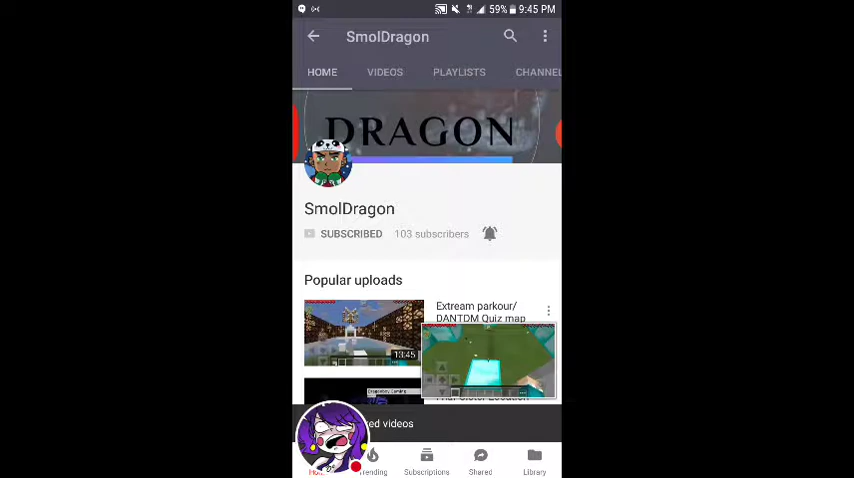 59% 9:45 PM
SmolDragon
HOME VIDEOS PLAYLISTS CHANNEL
DRAGON
SmolDragon
SUBSCRIBED 103 subscribers
Popular uploads
Extream parkour/
DANTDM Quiz map
13:45
videos
Trending Subscriptions Shared Library